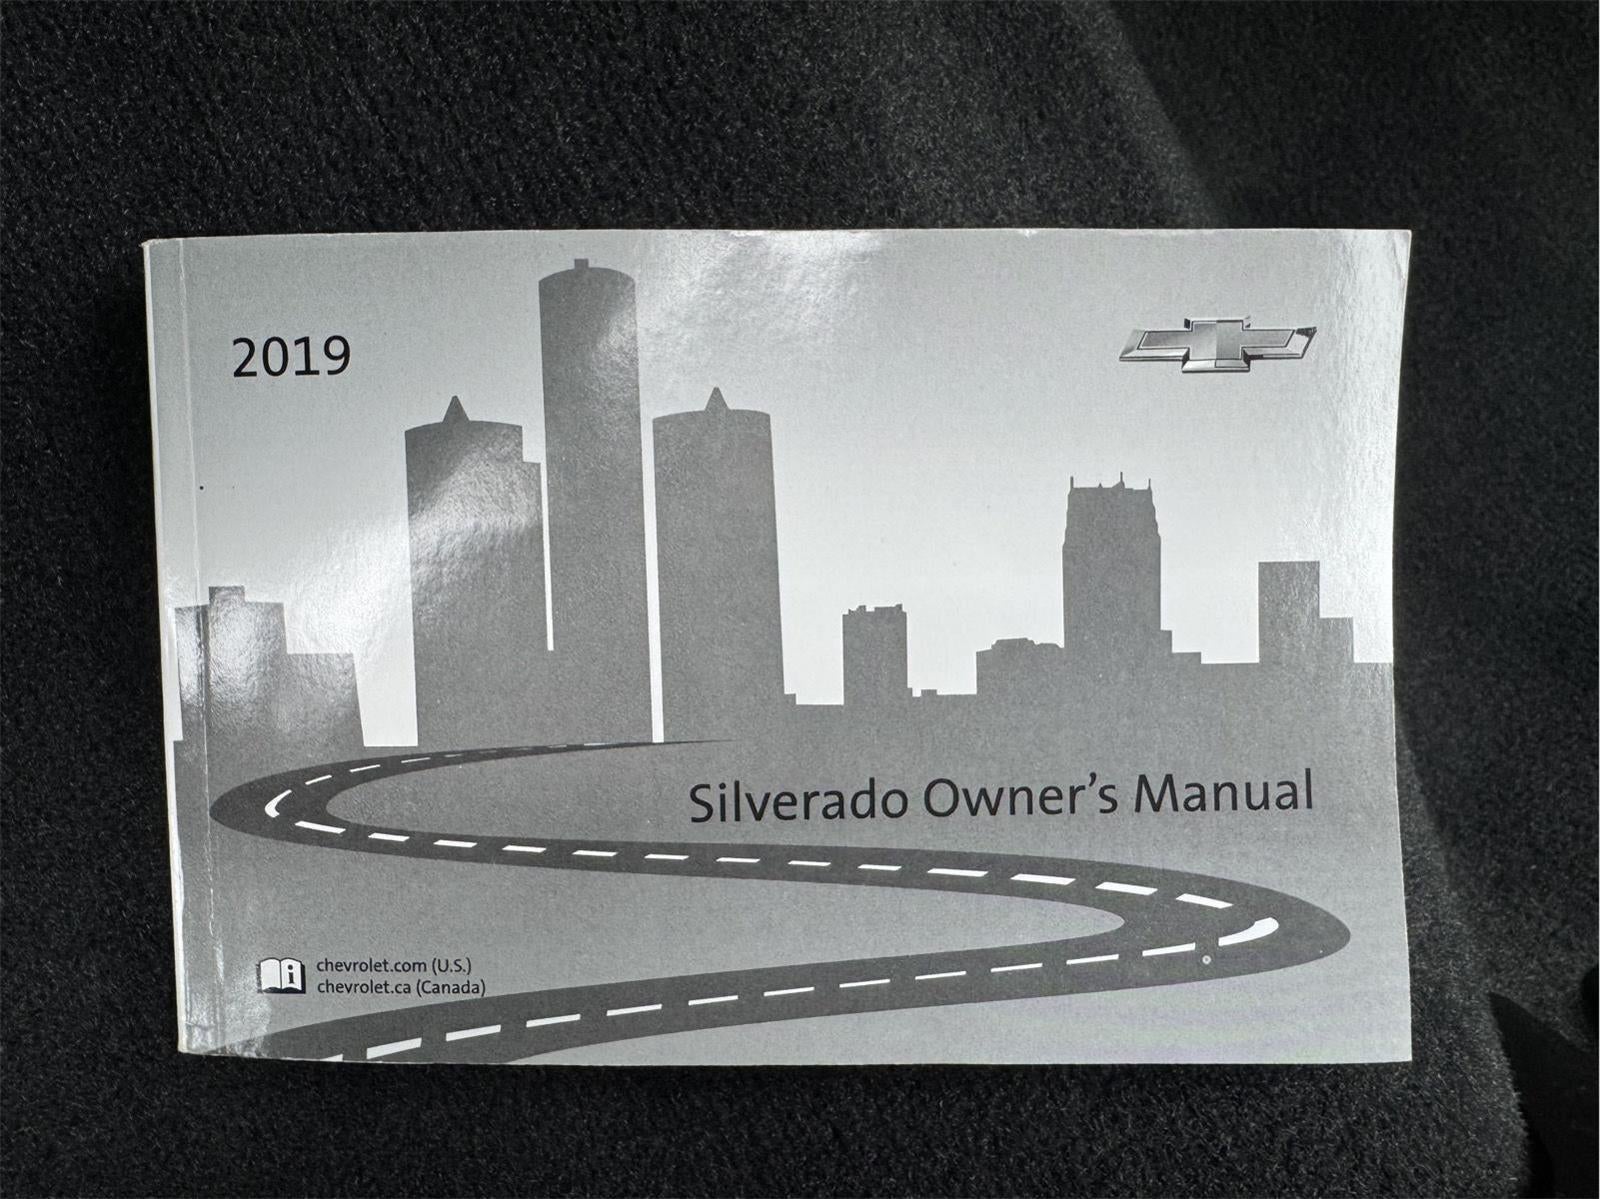 2019
Silverado Owner's Manual
chevrolet.com (U.S.)
chevrolet.ca (Canada)